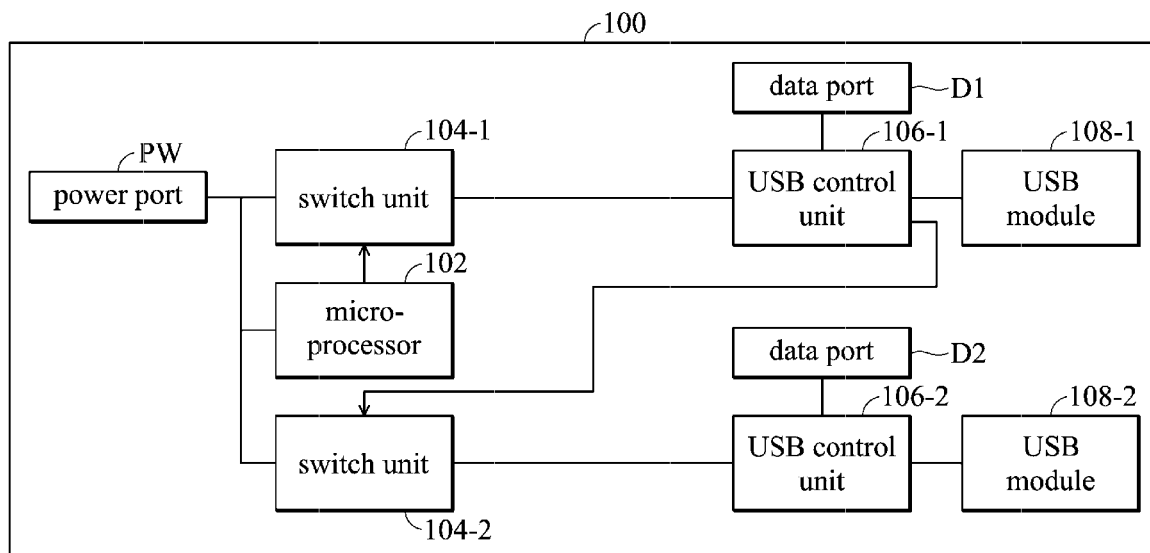 100
data port
D1
104-1
106-1
108-1
PW
power port
switch unit
USB control
unit
USB
module
102
micro-
processor
data port
D2
106-2
108-2
switch unit
USB control
unit
USB
module
104-2